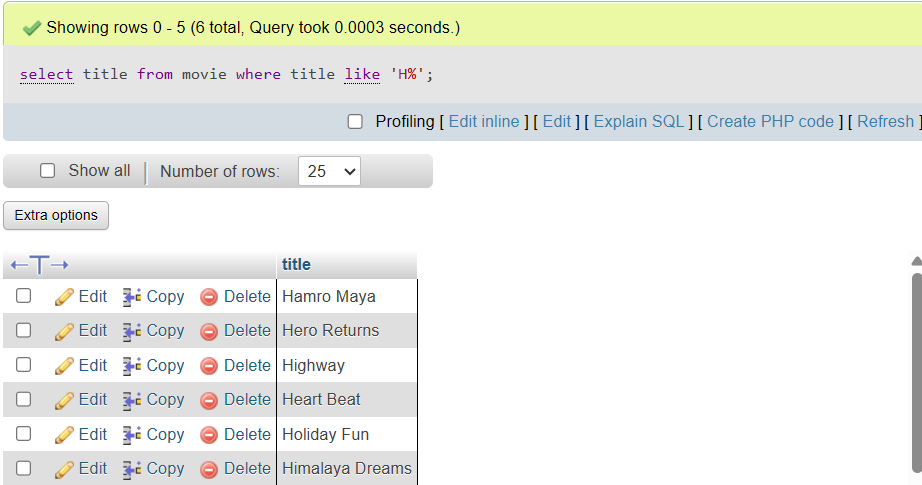 Showing rows 0 - 5 (6 total, Query took 0.0003 seconds.)
select title from movie where title like 'H%';
Profiling [ Edit inline ] [ Edit ] [ Explain SQL ] [ Create PHP code ] [ Refresh ]
Show all Number of rows: 25
Extra options
title
Edit Copy Delete Hamro Maya
Edit Copy Delete Hero Returns
Edit Copy Delete Highway
Edit Copy Delete Heart Beat
Edit Copy Delete Holiday Fun
Edit Copy Delete Himalaya Dreams